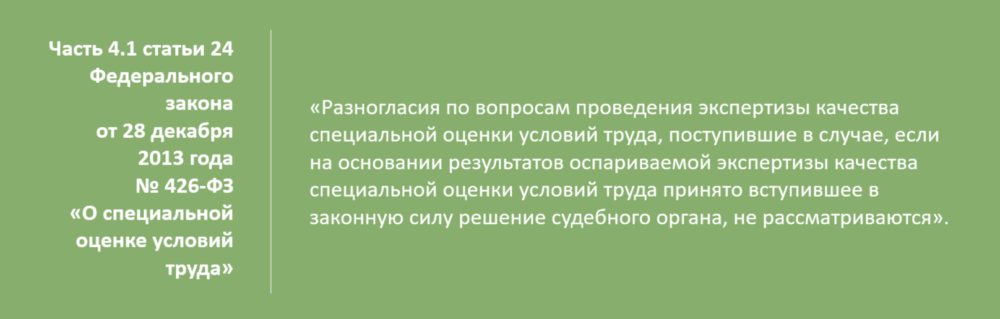 Часть 4.1 статьи 24
Федерального
закона
от 28 декабря
2013 года
№ 426-ФЗ
«О специальной
оценке условий
труда»
«Разногласия по вопросам проведения экспертизы качества
специальной оценки условий труда, поступившие в случае, если
на основании результатов оспариваемой экспертизы качества
специальной оценки условий труда принято вступившее в
законную силу решение судебного органа, не рассматриваются».